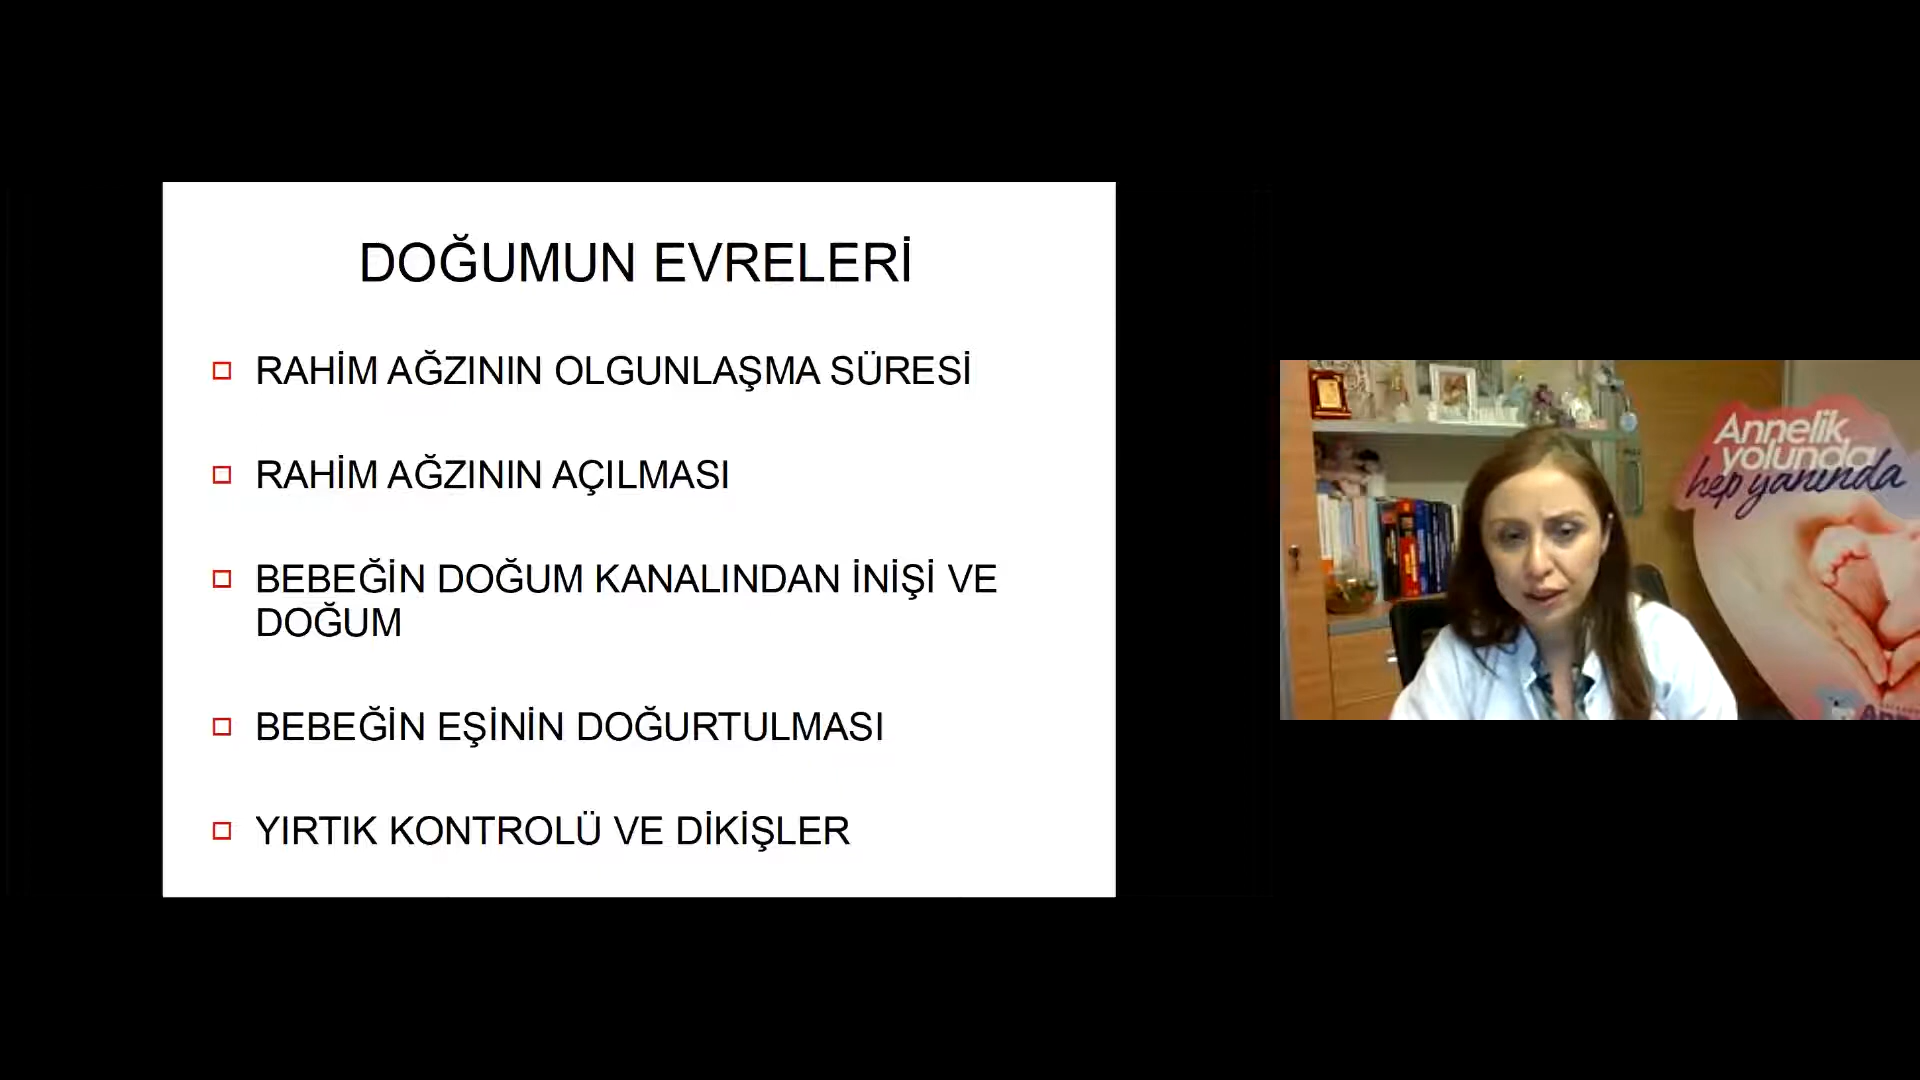 DOĞUMUN EVRELERİ
RAHİM AĞZININ OLGUNLAŞMA SÜRESİ
RAHİM AĞZININ AÇILMASI
BEBEĞİN DOĞUM KANALINDAN İNİŞİ VE
DOĞUM
BEBEĞİN EŞİNİN DOĞURTULMASI
YIRTIK KONTROLÜ VE DİKİŞLER
Annelik
yolunda
hep yanında